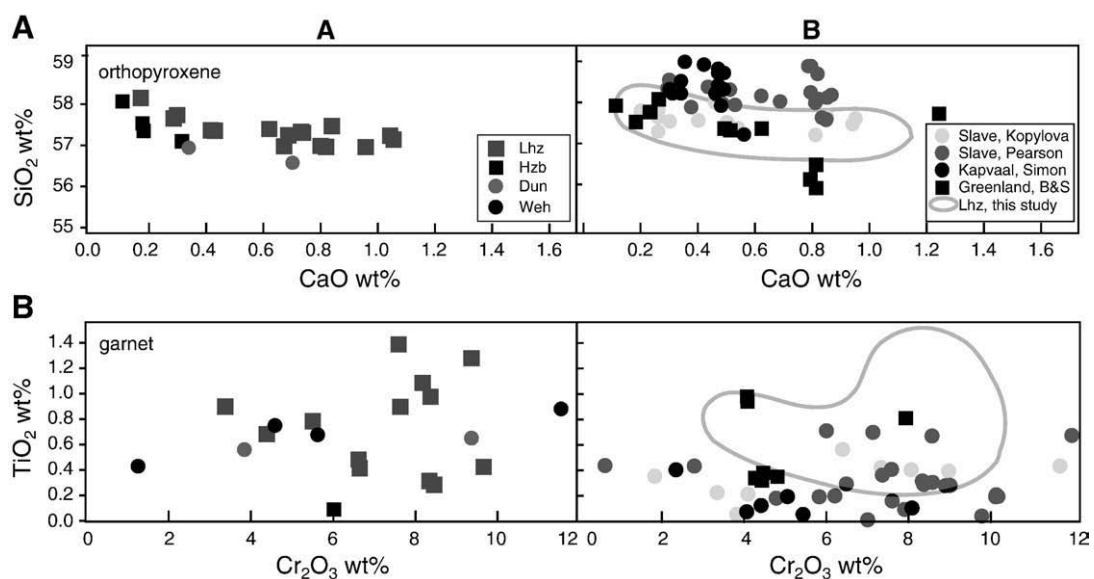 A
A
B
59
58
57
56
55
SiO₂ wt%
orthopyroxene
Lhz
Hzb
Dun
Weh
0.0 0.2 0.4 0.6 0.8 1.0 1.2 1.4 1.6
CaO wt%
Slave, Kopylova
Slave, Pearson
Kapvaal, Simon
Greenland, B&S
Lhz, this study
0.2 0.4 0.6 0.8 1.0 1.2 1.4 1.6
CaO wt%
B
1.4
1.2
1.0
0.8
0.6
0.4
0.2
0.0
TiO₂ wt%
garnet
0 2 4 6 8 10 12
Cr₂O₃ wt%
0 2 4 6 8 10 12
Cr₂O₃ wt%